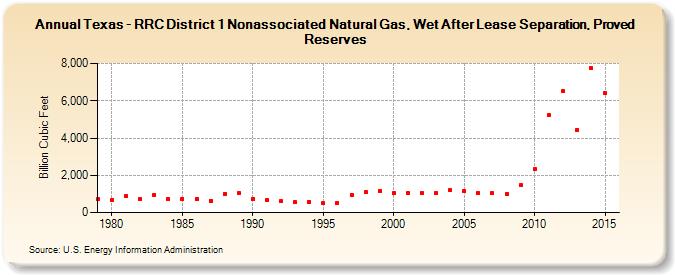 Annual Texas - RRC District 1 Nonassociated Natural Gas, Wet After Lease Separation, Proved
Reserves
Billion Cubic Feet
8,000
6,000
4,000
2,000
0
1980 1985 1990 1995 2000 2005 2010 2015
Source: U.S. Energy Information Administration